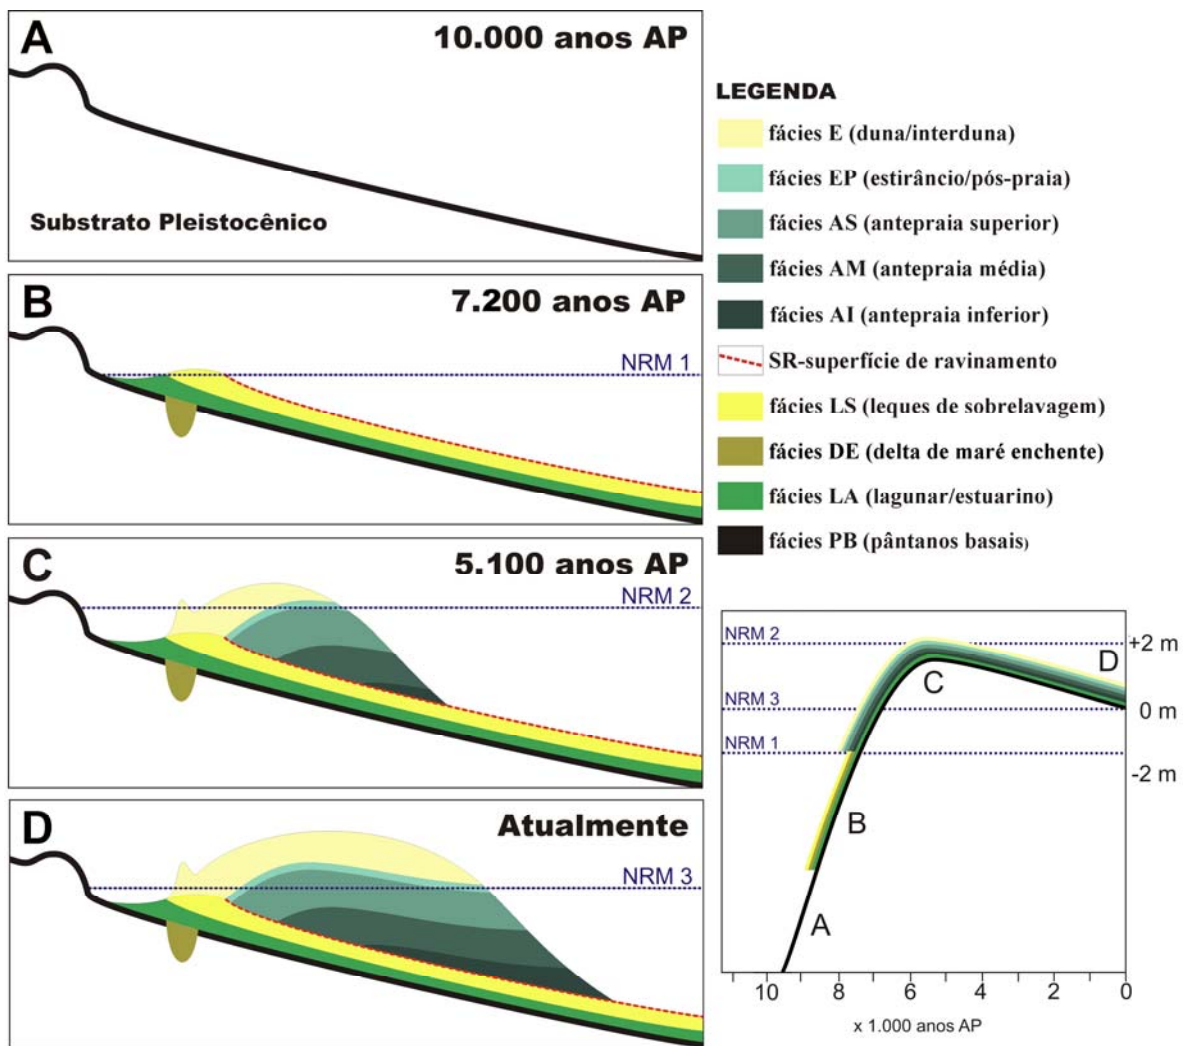 A
10.000 anos AP
Substrato Pleistocênico
B
7.200 anos AP
NRM 1
C
5.100 anos AP
NRM 2
D
Atualmente
NRM 3
LEGENDA
fácies E (duna/interduna)
fácies EP (estirâncio/pós-praia)
fácies AS (antepraia superior)
fácies AM (antepraia média)
fácies AI (antepraia inferior)
SR-superfície de ravinamento
fácies LS (leques de sobrelavagem)
fácies DE (delta de maré enchente)
fácies LA (lagunar/estuarino)
fácies PB (pântanos basais)
NRM 2
+2 m
D
C
NRM 3
0 m
NRM 1
-2 m
B
A
10 8 6 4 2 0
x 1.000 anos AP